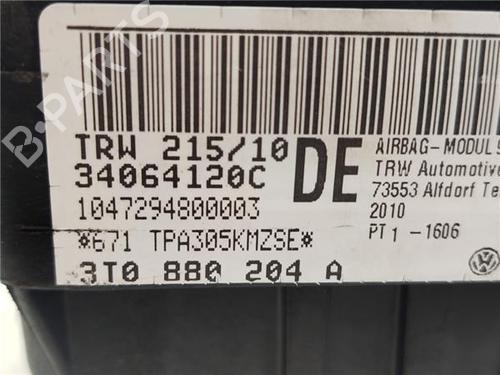 TRW 215/10
34064120C
1047294800003
*671 TPA305KMZSE*
3T0 880 204 A
DE
AIRBAG-MODUL
TRW Automotive
73553 Alfdorf
2010
PT 1 -1606
B-PARTS